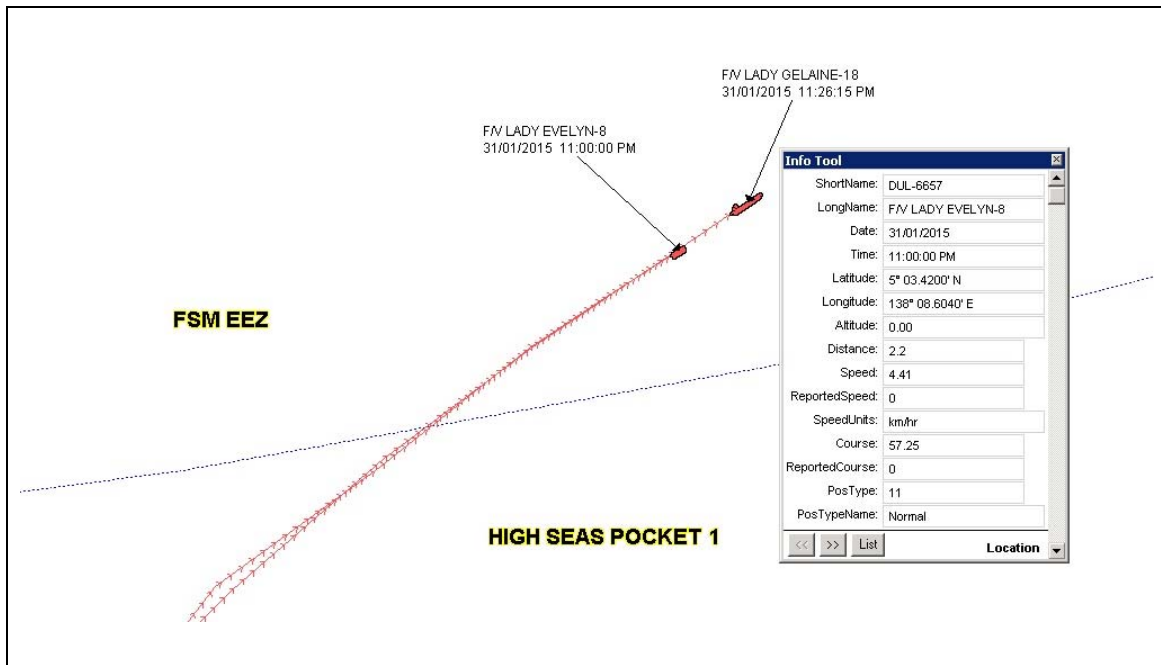 F/V LADY GELAINE-18
31/01/2015 11:26:15 PM
F/V LADY EVELYN-8
31/01/2015 11:00:00 PM
FSM EEZ
HIGH SEAS POCKET 1
Info Tool
ShortName: DUL-6657
LongName: F/V LADY EVELYN-8
Date: 31/01/2015
Time: 11:00:00 PM
Latitude: 5° 03.4200' N
Longitude: 138° 08.6040' E
Altitude: 0.00
Distance: 2.2
Speed: 4.41
ReportedSpeed: 0
SpeedUnits: km/hr
Course: 57.25
ReportedCourse: 0
PosType: 11
PosTypeName: Normal
<< >> List Location